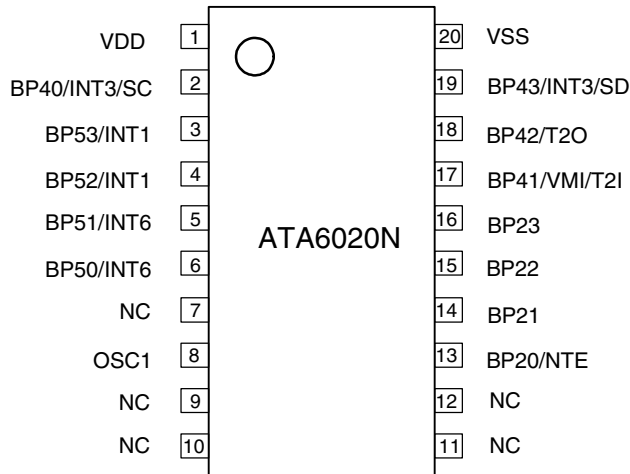 VDD 1 20 VSS
BP40/INT3/SC 2 19 BP43/INT3/SD
BP53/INT1 3 18 BP42/T2O
BP52/INT1 4 17 BP41/VMI/T2I
BP51/INT6 5 16 BP23
ATA6020N
BP50/INT6 6 15 BP22
NC 7 14 BP21
OSC1 8 13 BP20/NTE
NC 9 12 NC
NC 10 11 NC